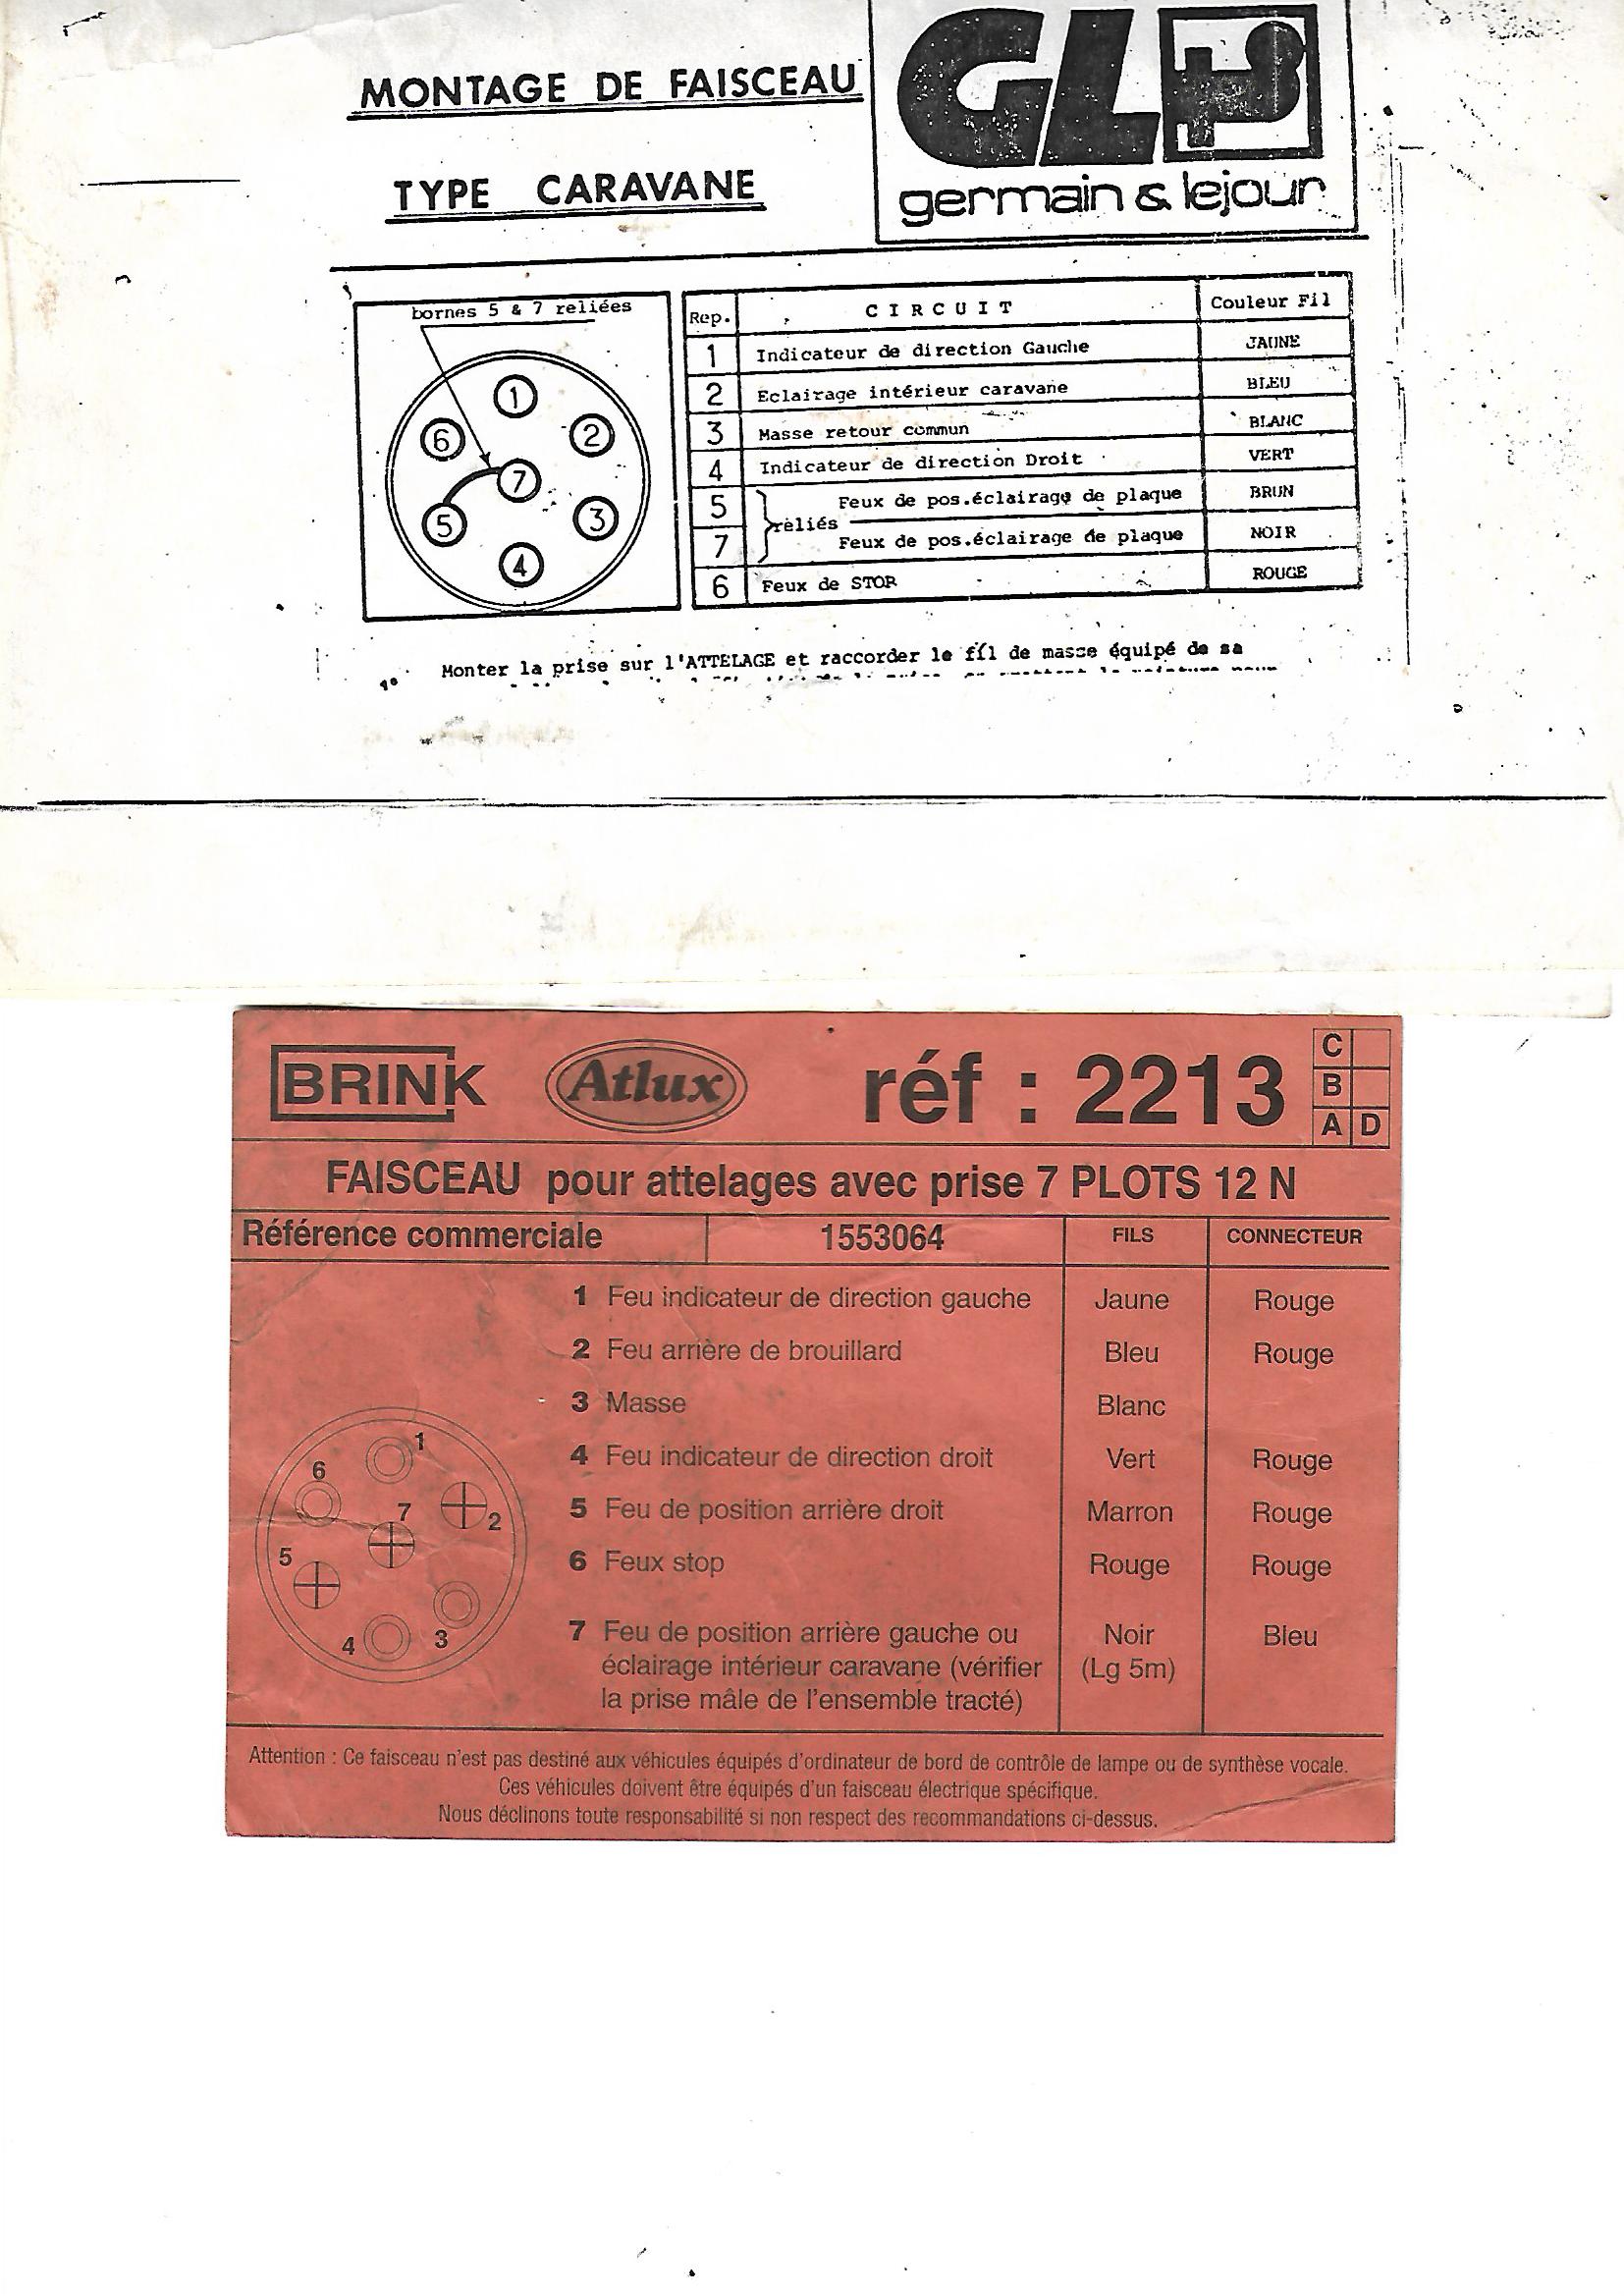 MONTAGE DE FAISCEAU
TYPE CARAVANE
GL
germain & lejour
bornes 5 & 7 reliées
1
2
3
4
5
6
7
Rep. CIRCUIT Couleur Fil
1 Indicateur de direction Gauche JAUNE
2 Eclairage intérieur caravane BLEU
3 Masse retour commun BLANC
4 Indicateur de direction Droit VERT
5 Feux de pos.éclairage de plaque BRUN
reliés
7 Feux de pos.éclairage de plaque NOIR
6 Feux de STOP ROUGE
1° Monter la prise sur l'ATTELAGE et raccorder le fil de masse équipé de sa
BRINK Atlux réf : 2213
C
B
A D
FAISCEAU pour attelages avec prise 7 PLOTS 12 N
Référence commerciale 1553064 FILS CONNECTEUR
1 Feu indicateur de direction gauche Jaune Rouge
2 Feu arrière de brouillard Bleu Rouge
3 Masse Blanc
4 Feu indicateur de direction droit Vert Rouge
5 Feu de position arrière droit Marron Rouge
6 Feux stop Rouge Rouge
7 Feu de position arrière gauche ou Noir Bleu
éclairage intérieur caravane (vérifier (Lg 5m)
la prise mâle de l'ensemble tracté)
1
6
7
2
5
4
3
Attention : Ce faisceau n'est pas destiné aux véhicules équipés d'ordinateur de bord de contrôle de lampe ou de synthèse vocale.
Ces véhicules doivent être équipés d'un faisceau électrique spécifique.
Nous déclinons toute responsabilité si non respect des recommandations ci-dessus.